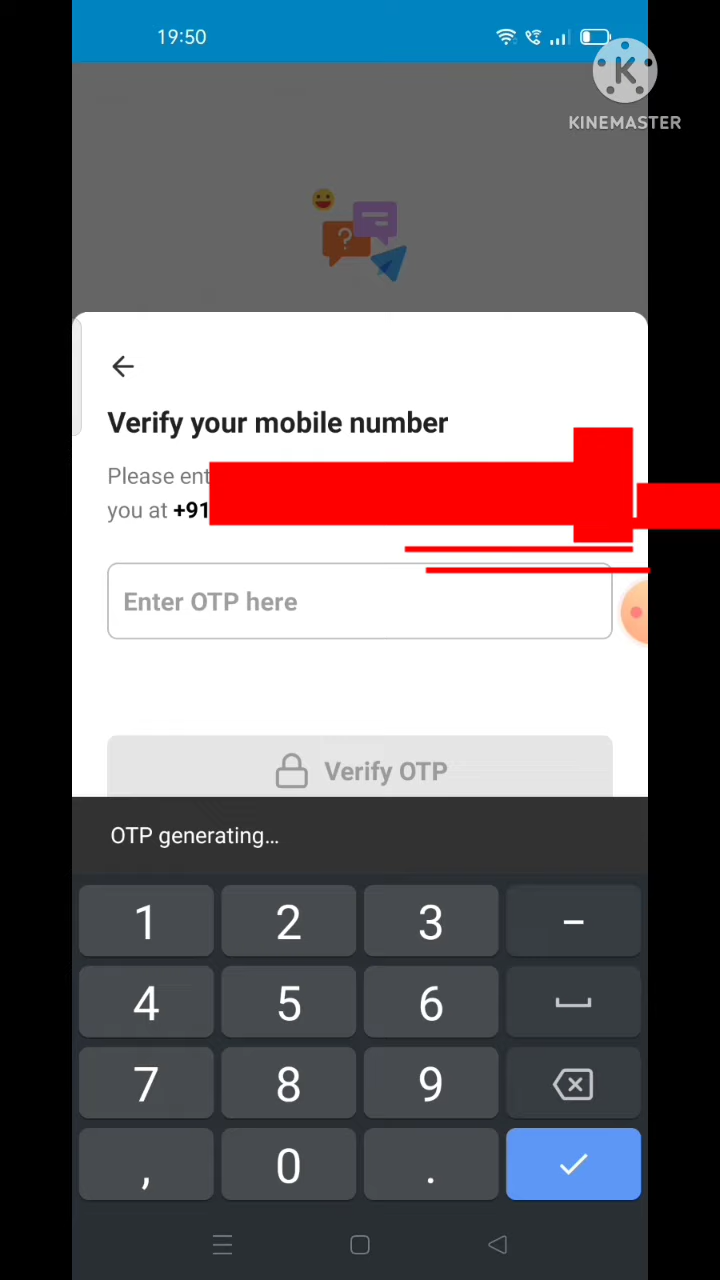 19:50
KINEMASTER
?
Verify your mobile number
Please ent
you at +91
Enter OTP here
Verify OTP
OTP generating...
1 2 3 -
4 5 6
7 8 9
, 0 .